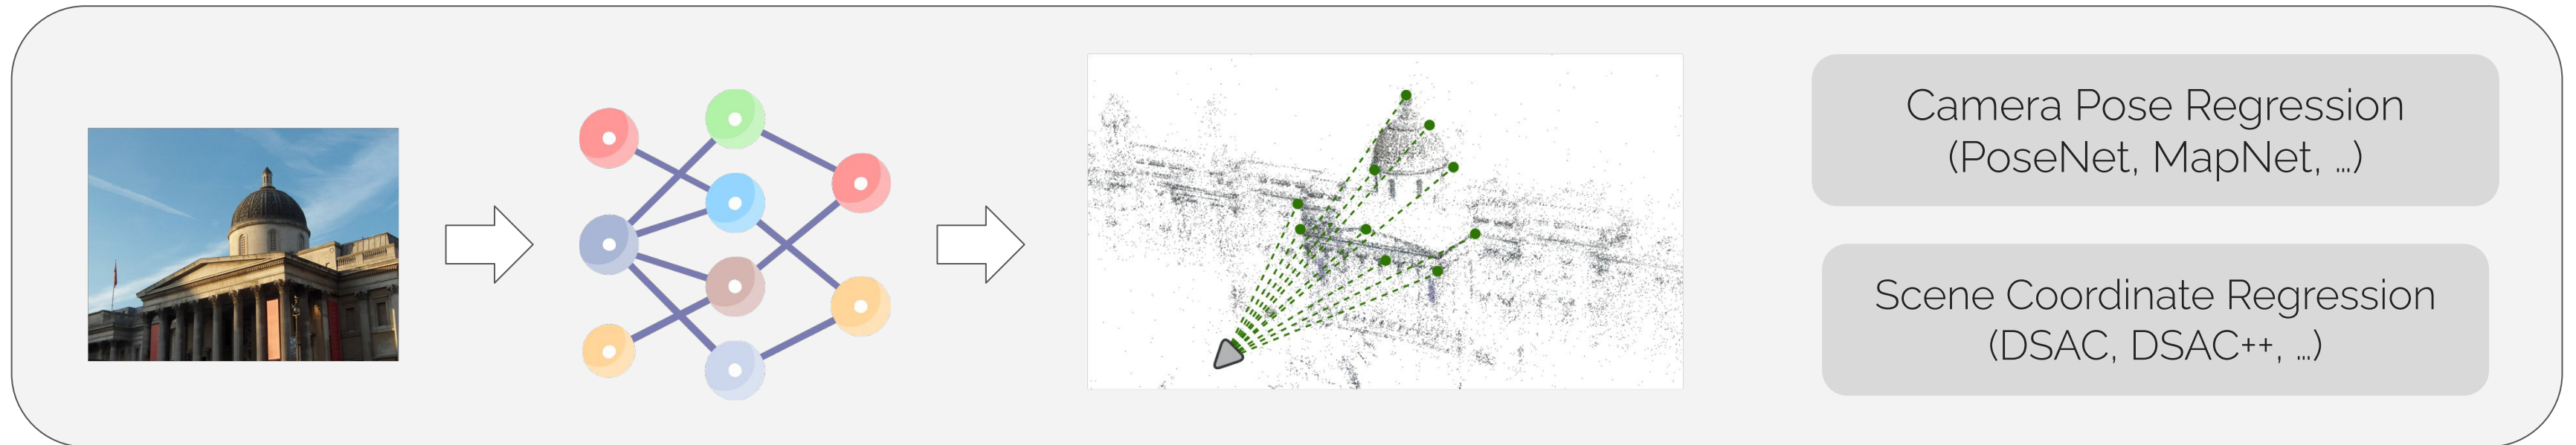 Camera Pose Regression
(PoseNet, MapNet, ...)
Scene Coordinate Regression
(DSAC, DSAC++, ...)